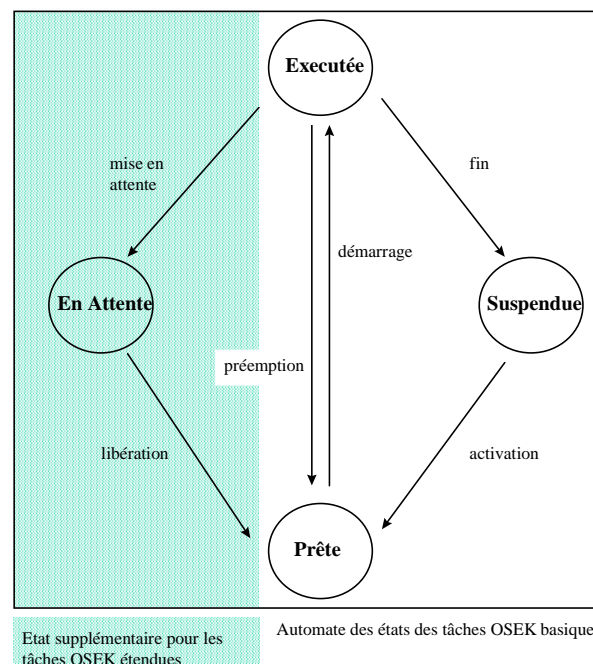 Executée
mise en
attente
fin
démarrage
En Attente
Suspendue
préemption
libération
activation
Prête
Etat supplémentaire pour les
tâches OSEK étendues
Automate des états des tâches OSEK basique